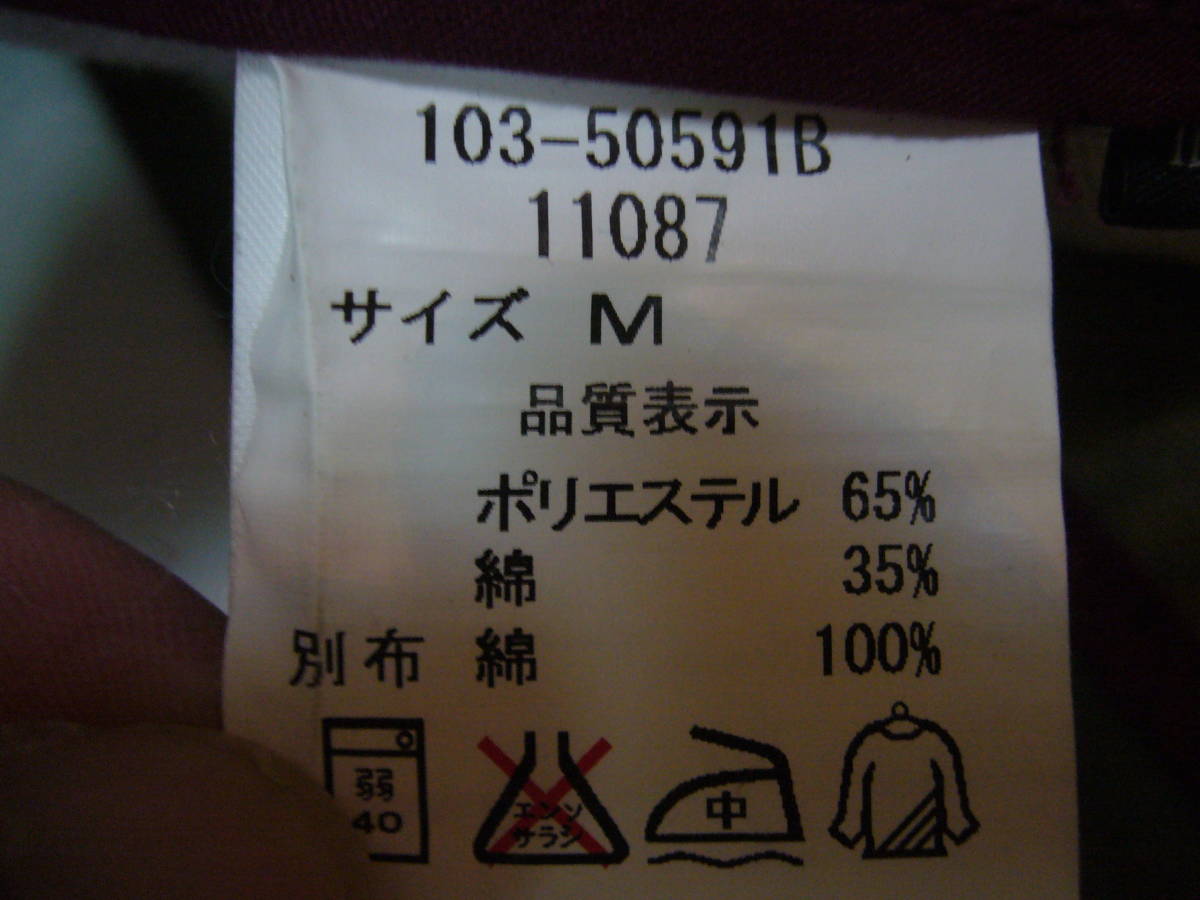 103-50591B
11087
サイズ M
品質表示
ポリエステル 65%
綿 35%
別布 綿 100%
弱
40
エンソ
サラシ
中